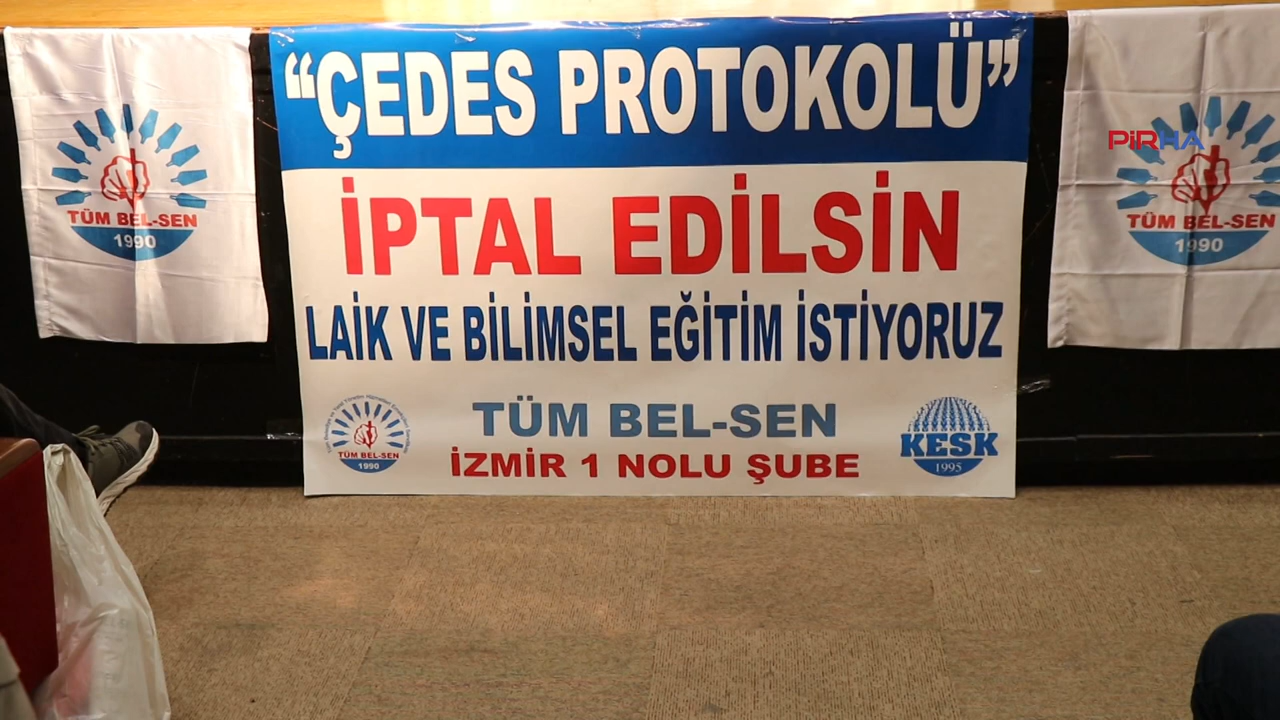 “ÇEDES PROTOKOLÜ”
İPTAL EDİLSİN
LAİK VE BİLİMSEL EĞİTİM İSTİYORUZ
TÜM BEL-SEN
İZMİR 1 NOLU ŞUBE
TÜM BEL-SEN
1990
KESK
1995
TÜM BEL-SEN
1990
PİRHA
TÜM BEL-SEN
1990